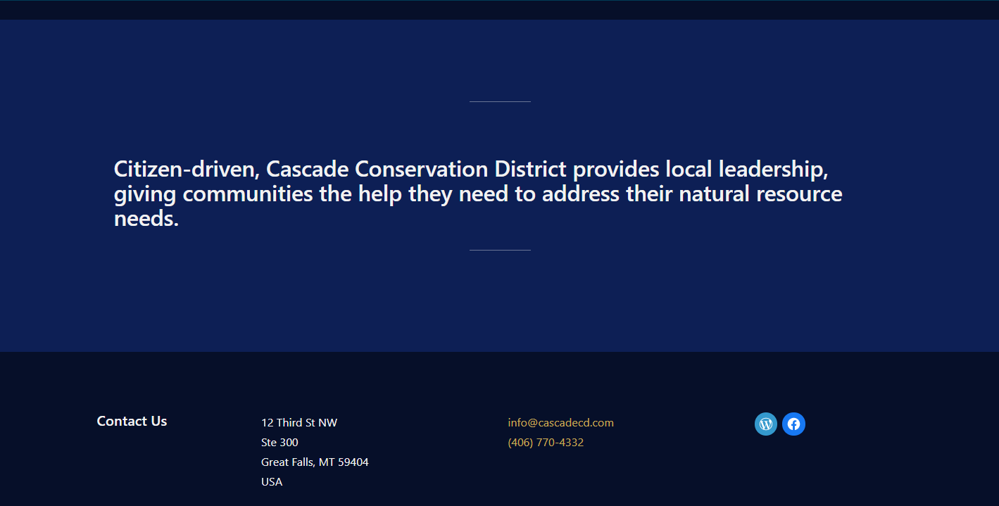 Citizen-driven, Cascade Conservation District provides local leadership,
giving communities the help they need to address their natural resource
needs.
Contact Us
12 Third St NW
Ste 300
Great Falls, MT 59404
USA
info@cascadecd.com
(406) 770-4332